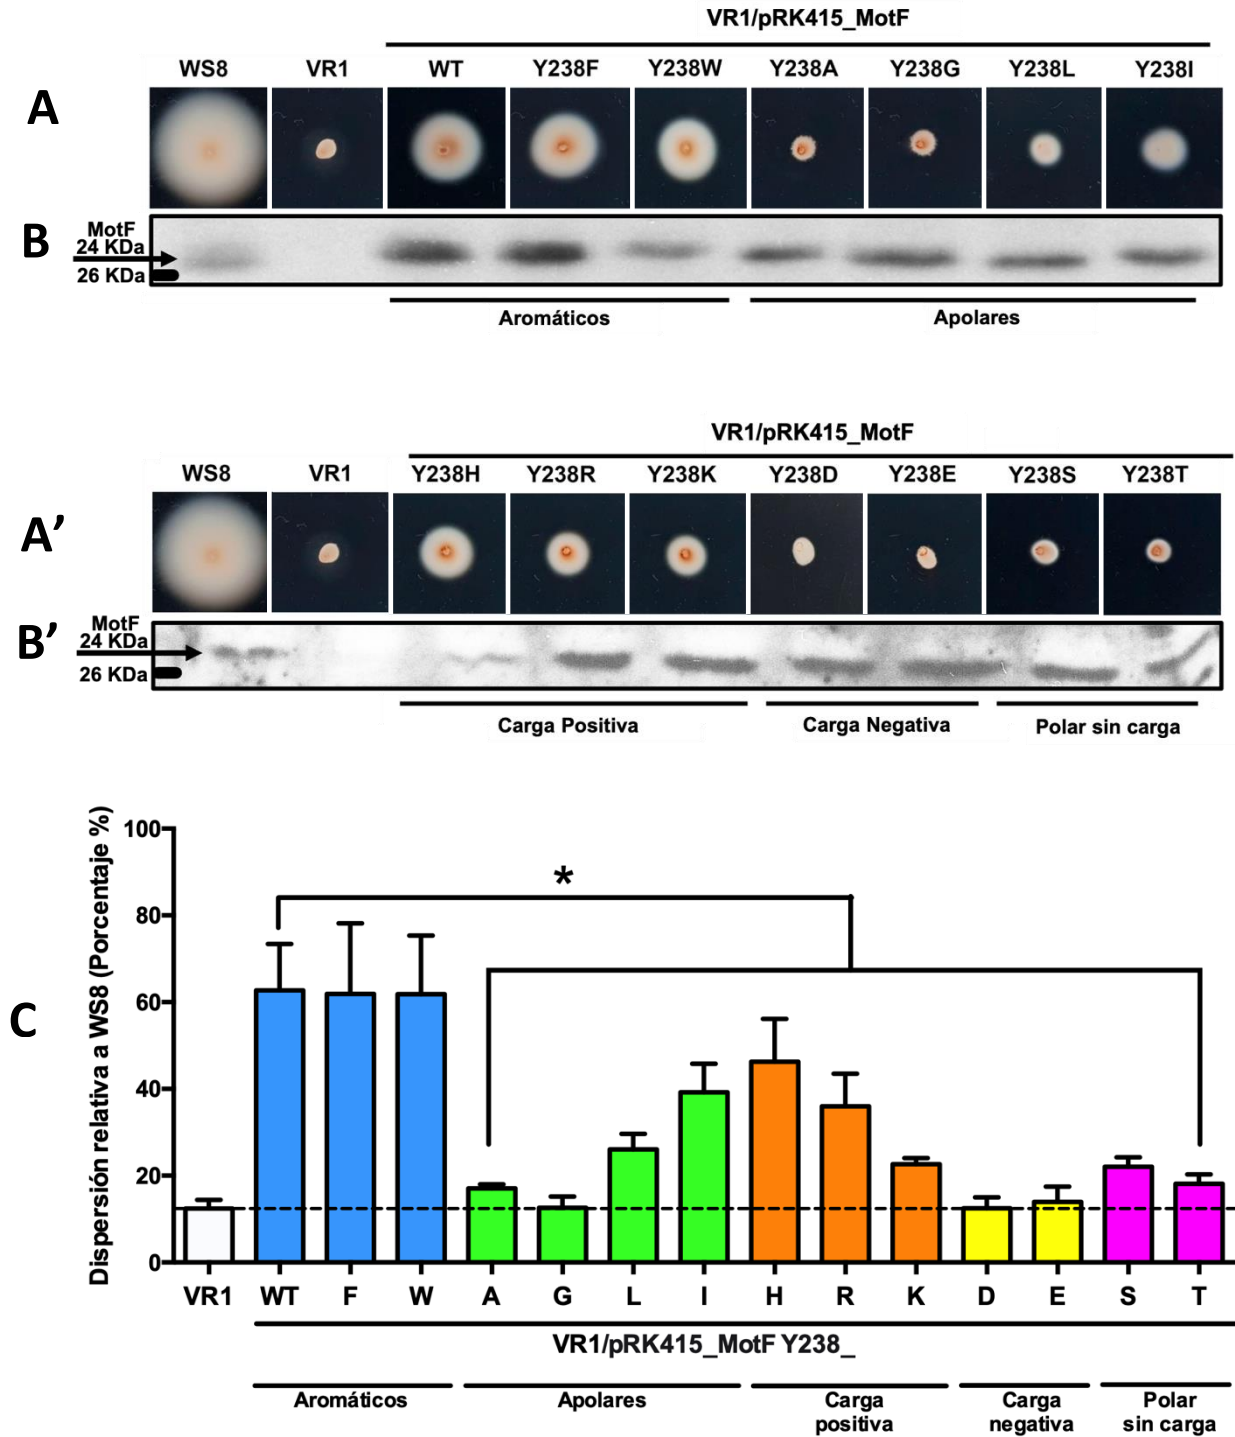 VR1/pRK415_MotF
WS8 VR1 WT Y238F Y238W Y238A Y238G Y238L Y238I
A
B
MotF
24 KDa
26 KDa
Aromáticos Apolares
VR1/pRK415_MotF
WS8 VR1 Y238H Y238R Y238K Y238D Y238E Y238S Y238T
A’
B’
MotF
24 KDa
26 KDa
Carga Positiva Carga Negativa Polar sin carga
C
Dispersión relativa a WS8 (Porcentaje %)
100
80
60
40
20
0
*
VR1 WT F W A G L I H R K D E S T
VR1/pRK415_MotF Y238_
Aromáticos Apolares Carga Carga Polar
positiva negativa sin carga